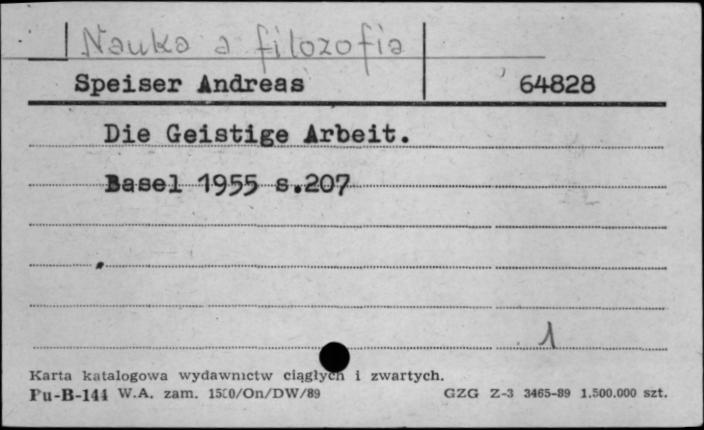 Nauka a filozofia
Speiser Andreas 64828
Die Geistige Arbeit.
Basel 1955 s.207
1
Karta katalogowa wydawnictw ciągłych i zwartych.
Pu-B-144 W.A. zam. 1500/On/DW/89 GZG Z-3 3465-89 1.500.000 szt.